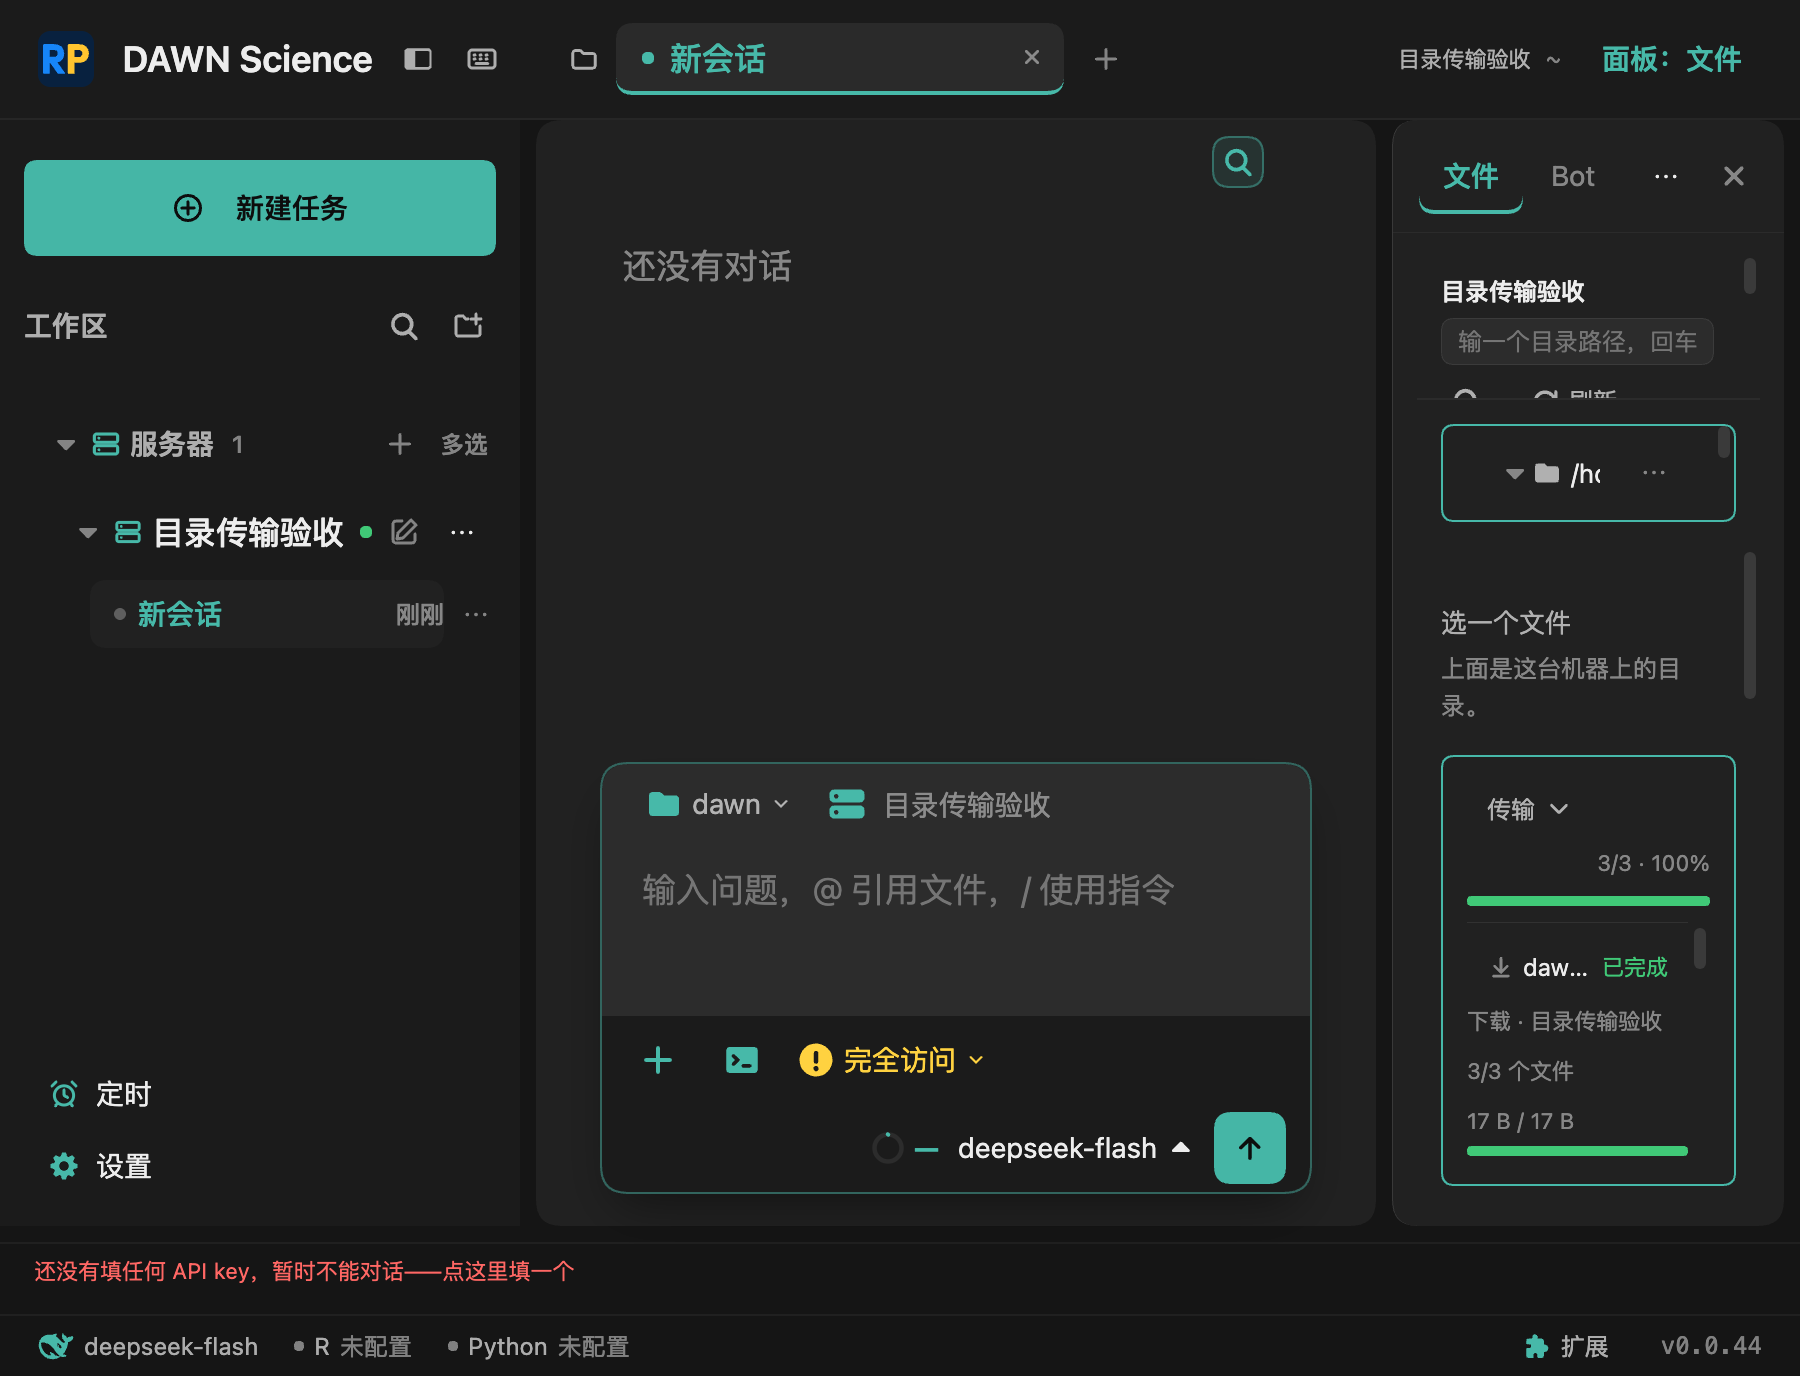 RP DAWN Science
新会话
目录传输验收 ~
面板：文件
新建任务
工作区
服务器 1
多选
目录传输验收
新会话 刚刚
还没有对话
dawn
目录传输验收
输入问题，@ 引用文件，/ 使用指令
完全访问
deepseek-flash
文件 Bot
目录传输验收
输一个目录路径，回车
刷新
选一个文件
上面是这台机器上的目
录。
传输
3/3 · 100%
daw... 已完成
下载 · 目录传输验收
3/3 个文件
17 B / 17 B
定时
设置
还没有填任何 API key，暂时不能对话——点这里填一个
deepseek-flash
R 未配置
Python 未配置
扩展
v0.0.44